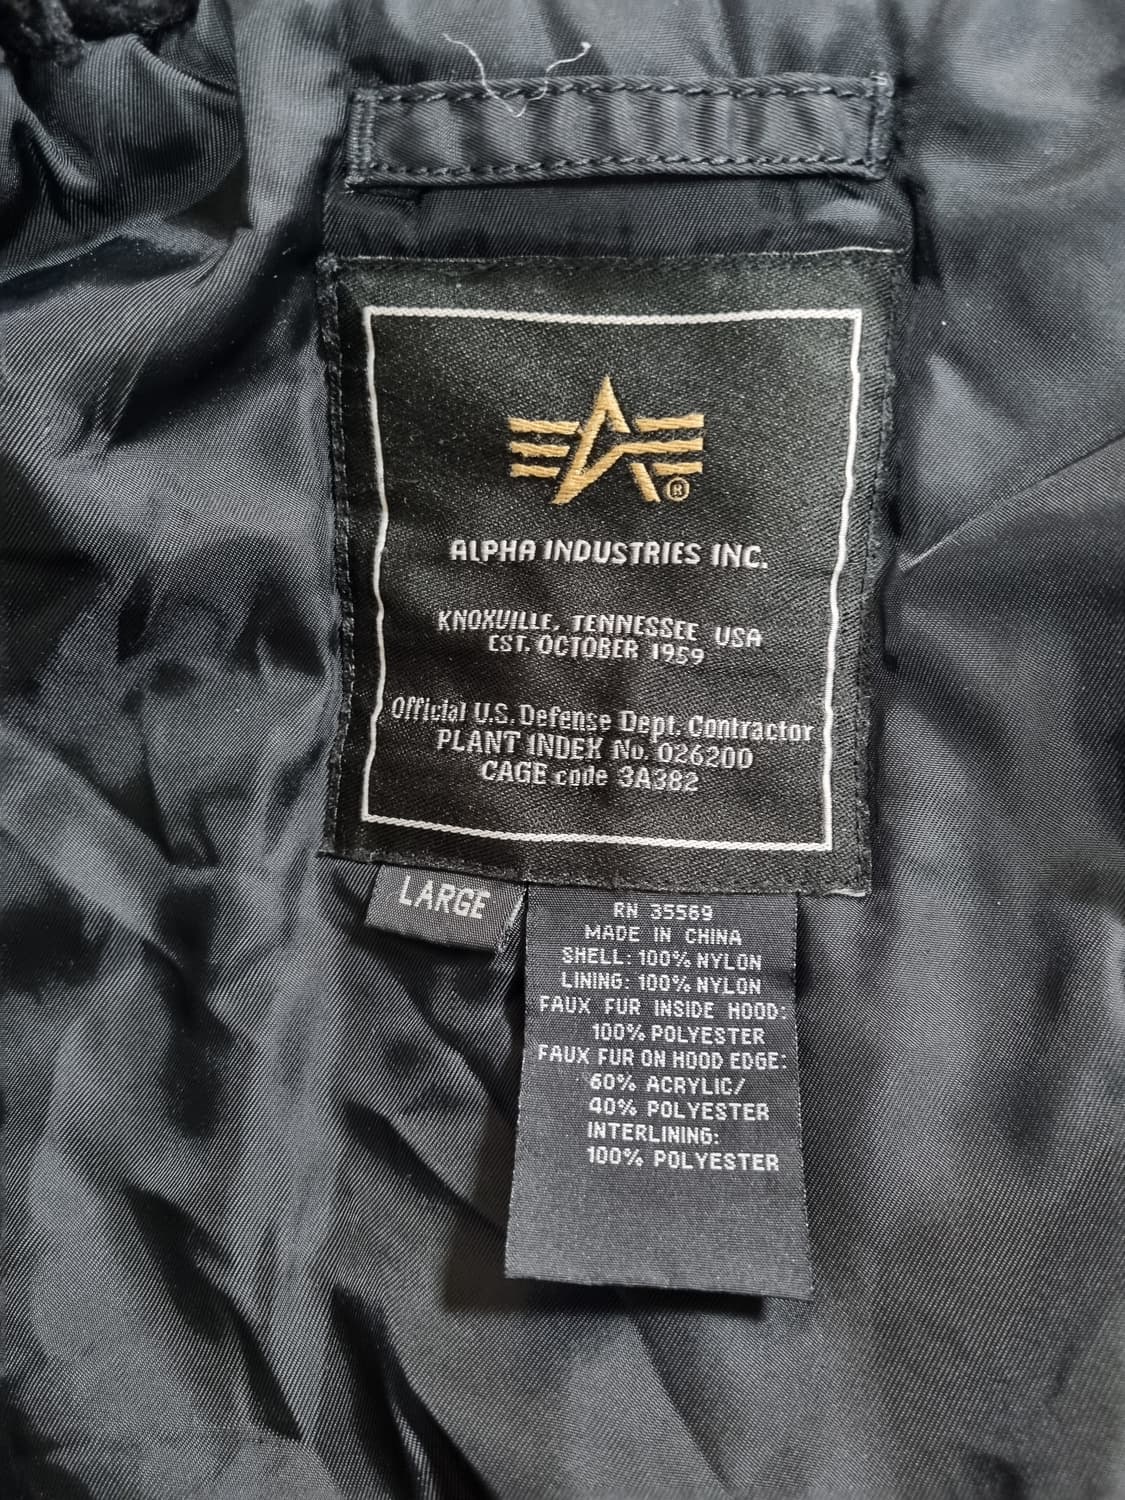 ALPHA INDUSTRIES INC.
KNOXVILLE, TENNESSEE USA
EST. OCTOBER 1959
Official U.S. Defense Dept. Contractor
PLANT INDEX No. 026200
CAGE code 3A382
LARGE
RN 35569
MADE IN CHINA
SHELL: 100% NYLON
LINING: 100% NYLON
FAUX FUR INSIDE HOOD:
100% POLYESTER
FAUX FUR ON HOOD EDGE:
60% ACRYLIC/
40% POLYESTER
INTERLINING:
100% POLYESTER